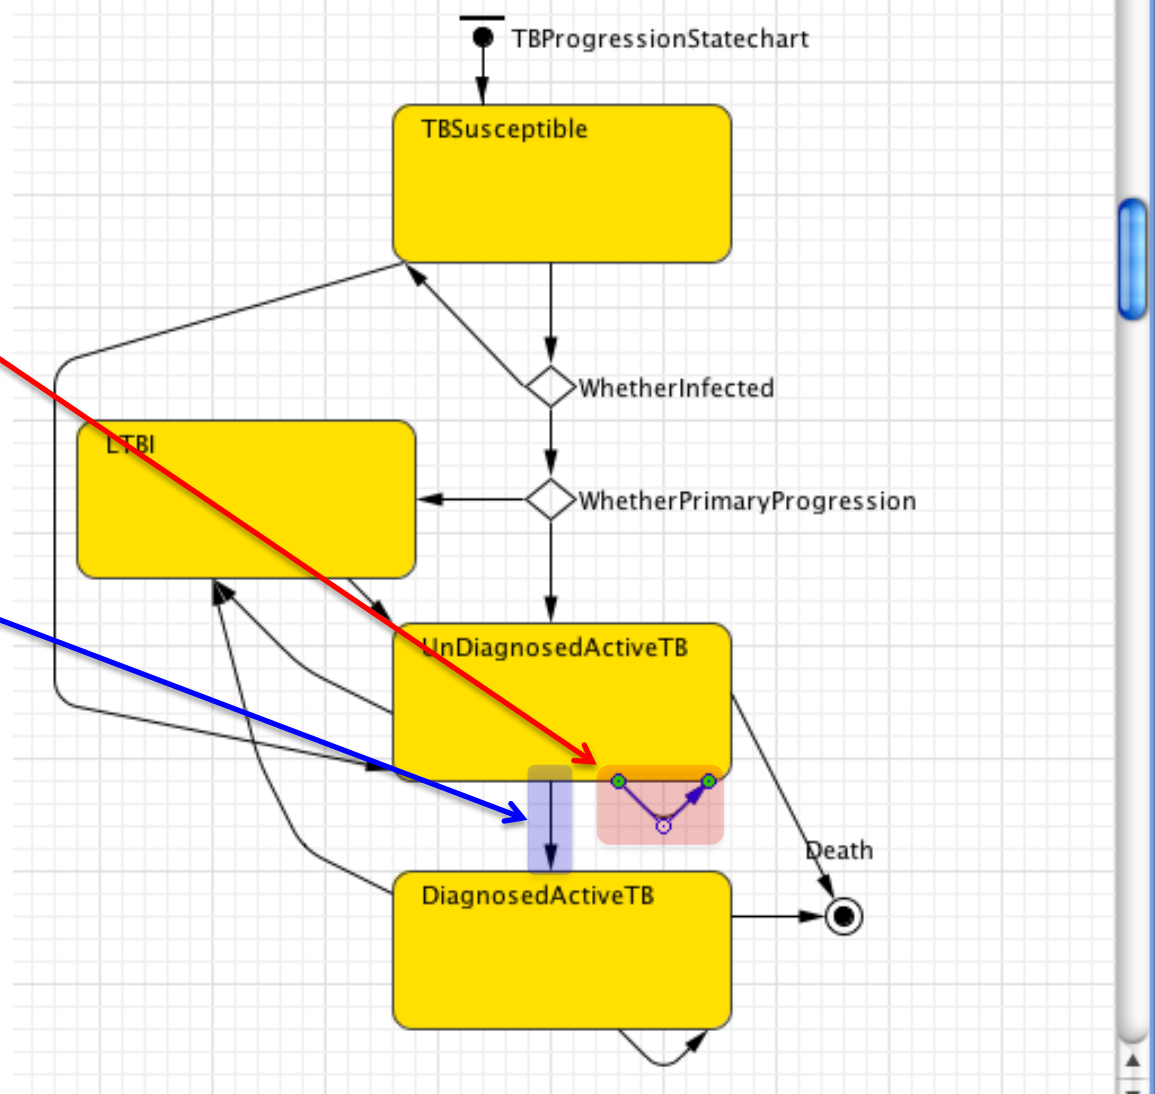 TBProgressionStatechart
TBSusceptible
WhetherInfected
LTBI
WhetherPrimaryProgression
UnDiagnosedActiveTB
Death
DiagnosedActiveTB